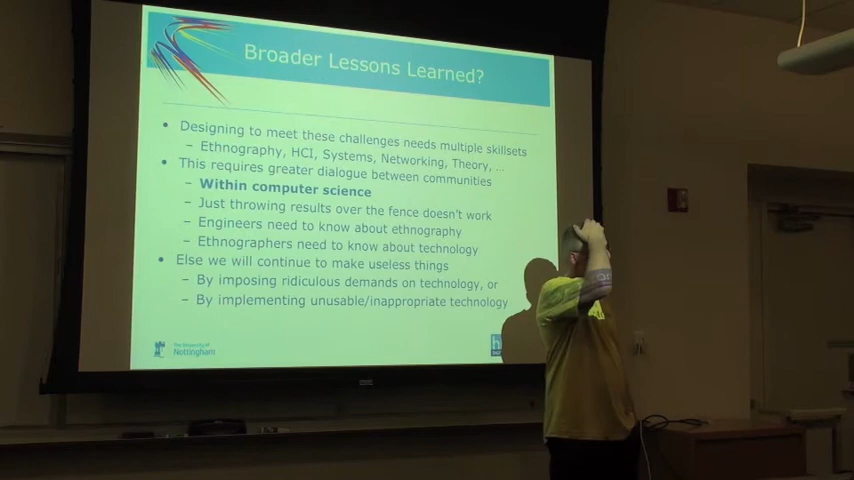 Broader Lessons Learned?
• Designing to meet these challenges needs multiple skillsets
– Ethnography, HCI, Systems, Networking, Theory, ...
• This requires greater dialogue between communities
– Within computer science
– Just throwing results over the fence doesn't work
– Engineers need to know about ethnography
– Ethnographers need to know about technology
• Else we will continue to make useless things
– By imposing ridiculous demands on technology, or
– By implementing unusable/inappropriate technology
The University of
Nottingham